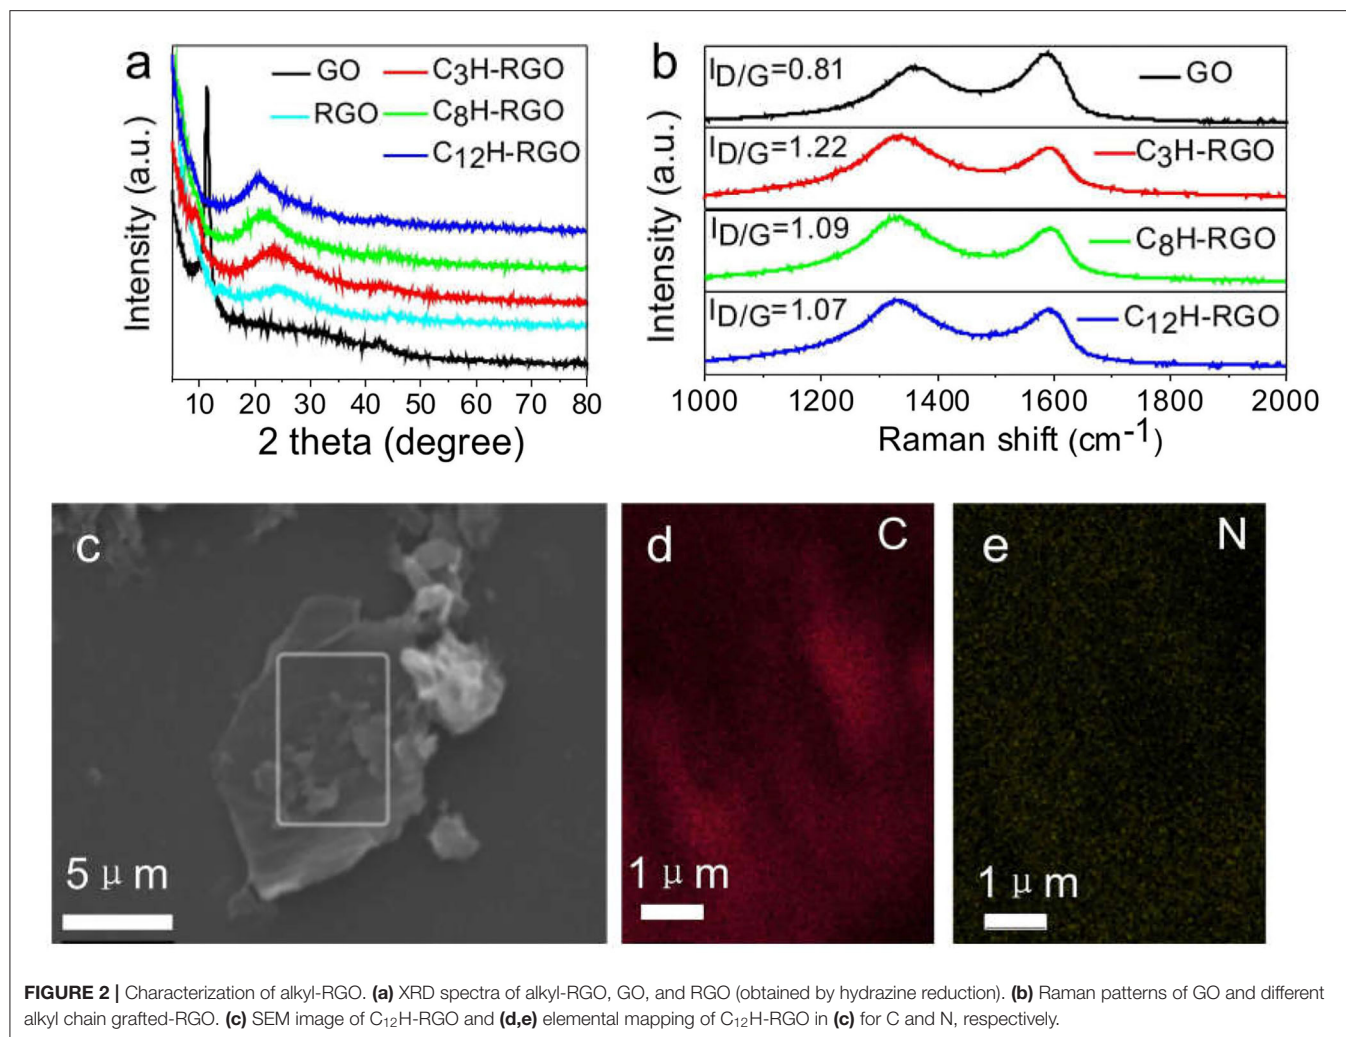 a
GO
C3H-RGO
RGO
C8H-RGO
C12H-RGO
Intensity (a.u.)
10 20 30 40 50 60 70 80
2 theta (degree)
b
ID/G=0.81
GO
ID/G=1.22
C3H-RGO
ID/G=1.09
C8H-RGO
ID/G=1.07
C12H-RGO
Intensity (a.u.)
1000 1200 1400 1600 1800 2000
Raman shift (cm-1)
c
5 μm
d
C
1 μm
e
N
1 μm
FIGURE 2 | Characterization of alkyl-RGO. (a) XRD spectra of alkyl-RGO, GO, and RGO (obtained by hydrazine reduction). (b) Raman patterns of GO and different
alkyl chain grafted-RGO. (c) SEM image of C12H-RGO and (d,e) elemental mapping of C12H-RGO in (c) for C and N, respectively.